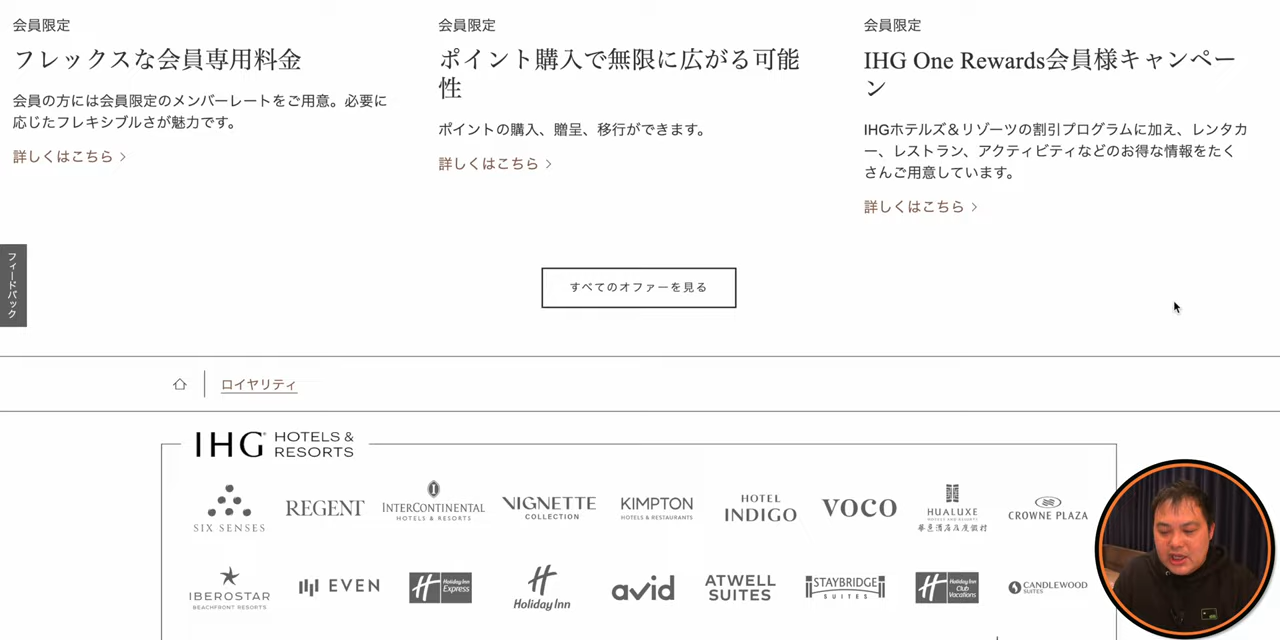 会員限定
フレックスな会員専用料金
会員の方には会員限定のメンバーレートをご用意。必要に
応じたフレキシブルさが魅力です。
詳しくはこちら
会員限定
ポイント購入で無限に広がる可能
性
ポイントの購入、贈呈、移行ができます。
詳しくはこちら
会員限定
IHG One Rewards会員様キャンペー
ン
IHGホテルズ＆リゾーツの割引プログラムに加え、レンタカ
ー、レストラン、アクティビティなどのお得な情報をたく
さんご用意しています。
詳しくはこちら
フィードバック
すべてのオファーを見る
ロイヤリティ
IHG HOTELS &
RESORTS
SIX SENSES
REGENT
INTERCONTINENTAL
HOTELS & RESORTS
VIGNETTE
COLLECTION
KIMPTON
HOTELS & RESTAURANTS
HOTEL
INDIGO
VOCO
HUALUXE
HOTELS AND RESORTS
華邑酒店及度假村
CROWNE PLAZA
IBEROSTAR
BEACHFRONT RESORTS
EVEN
Holiday Inn
Express
Holiday Inn
avid
ATWELL
SUITES
STAYBRIDGE
SUITES
Holiday Inn
Club
Vacations
CANDLEWOOD
SUITES